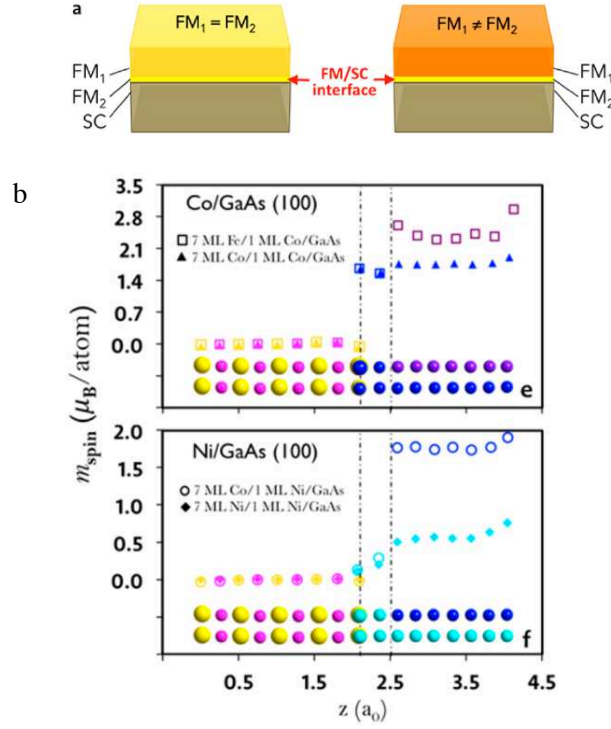 a
FM₁ = FM₂
FM₁ ≠ FM₂
FM₁
FM₂
SC
FM/SC
interface
FM₁
FM₂
SC
b
m_spin (μ_B/atom)
3.5
2.8
2.1
1.4
0.7
0.0
Co/GaAs (100)
7 ML Fe/1 ML Co/GaAs
7 ML Co/1 ML Co/GaAs
e
2.0
1.5
1.0
0.5
0.0
Ni/GaAs (100)
7 ML Co/1 ML Ni/GaAs
7 ML Ni/1 ML Ni/GaAs
f
0.5 1.5 2.5 3.5 4.5
z (a₀)